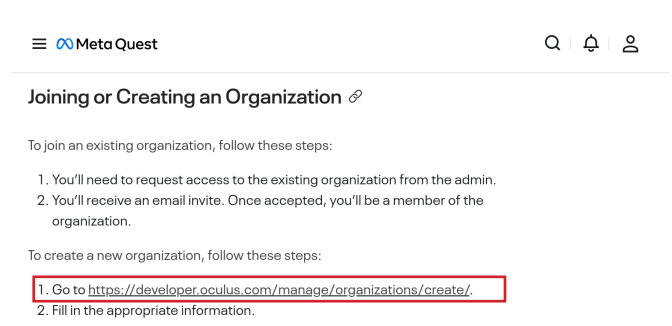 Meta Quest
Joining or Creating an Organization
To join an existing organization, follow these steps:
1. You'll need to request access to the existing organization from the admin.
2. You'll receive an email invite. Once accepted, you'll be a member of the
organization.
To create a new organization, follow these steps:
1. Go to https://developer.oculus.com/manage/organizations/create/.
2. Fill in the appropriate information.